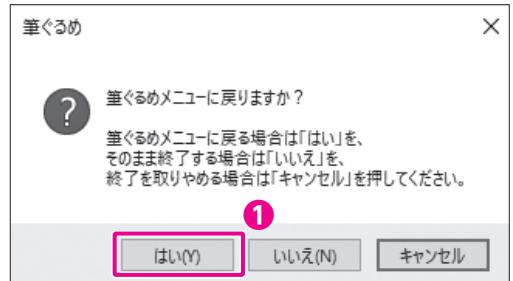 筆ぐるめ
筆ぐるめメニューに戻りますか？
筆ぐるめメニューに戻る場合は「はい」を、
そのまま終了する場合は「いいえ」を、
終了を取りやめる場合は「キャンセル」を押してください。
1
はい(Y) いいえ(N) キャンセル